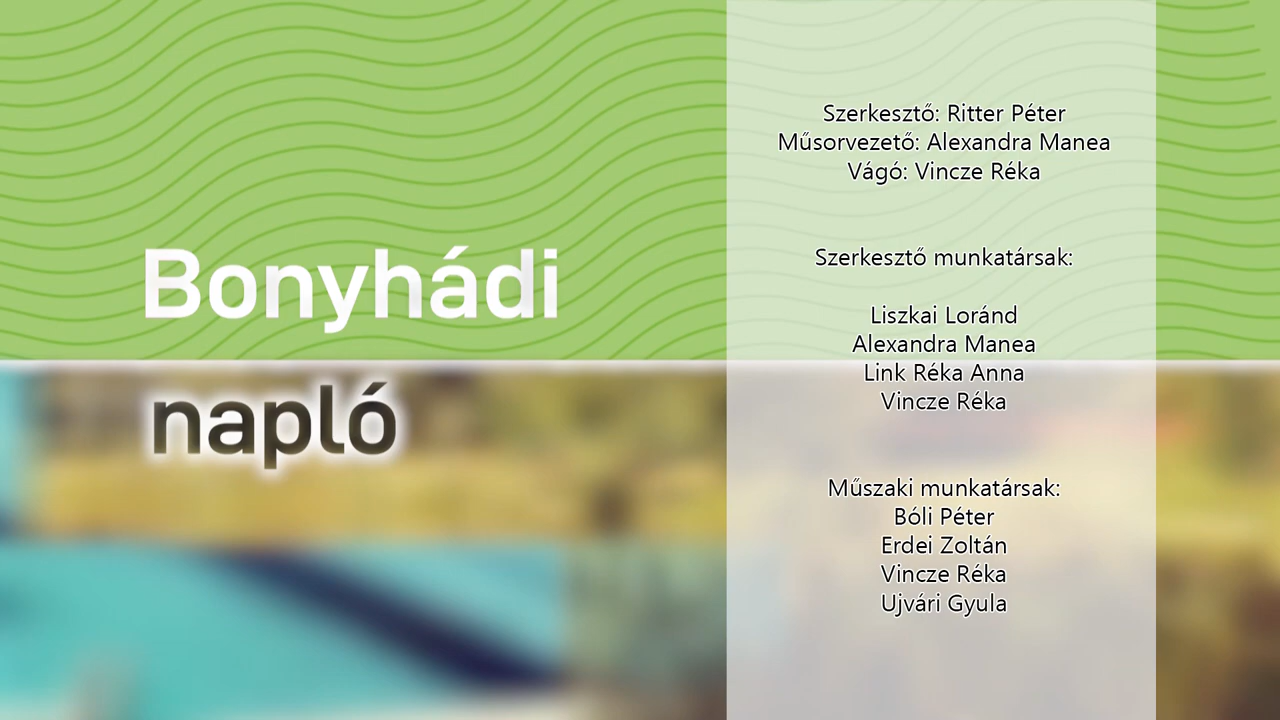 Bonyhádi
napló
Szerkesztő: Ritter Péter
Műsorvezető: Alexandra Manea
Vágó: Vincze Réka
Szerkesztő munkatársak:
Liszkai Loránd
Alexandra Manea
Link Réka Anna
Vincze Réka
Műszaki munkatársak:
Bóli Péter
Erdei Zoltán
Vincze Réka
Ujvári Gyula